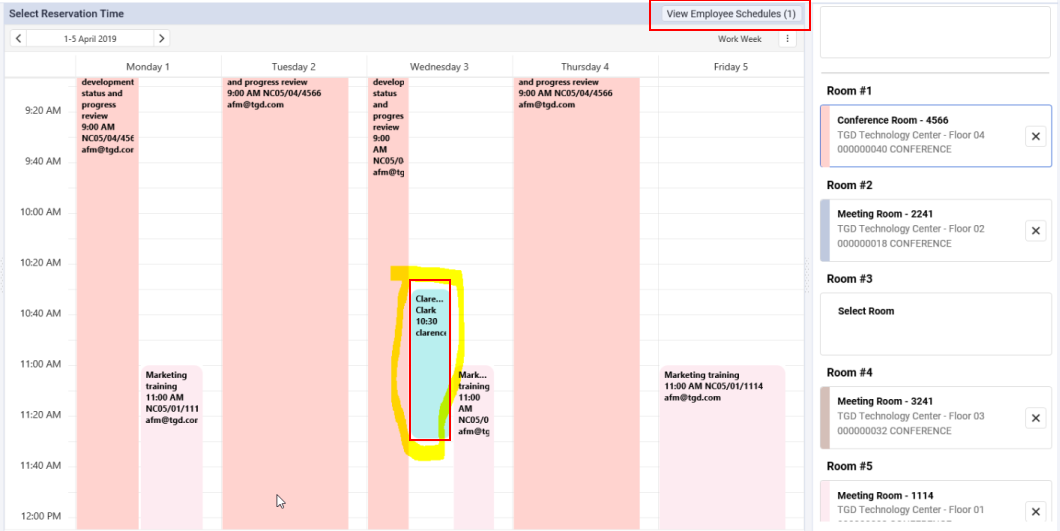 Select Reservation Time
View Employee Schedules (1)
1-5 April 2019
Work Week
Monday 1
Tuesday 2
Wednesday 3
Thursday 4
Friday 5
9:20 AM
9:40 AM
10:00 AM
10:20 AM
10:40 AM
11:00 AM
11:20 AM
11:40 AM
12:00 PM
development
status and
progress
review
9:00 AM
NC05/04/456
afm@tgd.cor
Marketing
training
11:00 AM
NC05/01/111
afm@tgd.cor
and progress review
9:00 AM NC05/04/4566
afm@tgd.com
develop
status
and
progres
review
9:00
AM
NC05/0
afm@tg
Clare...
Clark
10:30
clarence
Mark...
training
11:00
AM
NC05/0
afm@tg
and progress review
9:00 AM NC05/04/4566
afm@tgd.com
Marketing training
11:00 AM NC05/01/1114
afm@tgd.com
Room #1
Conference Room - 4566
TGD Technology Center - Floor 04
000000040 CONFERENCE
Room #2
Meeting Room - 2241
TGD Technology Center - Floor 02
000000018 CONFERENCE
Room #3
Select Room
Room #4
Meeting Room - 3241
TGD Technology Center - Floor 03
000000032 CONFERENCE
Room #5
Meeting Room - 1114
TGD Technology Center - Floor 01